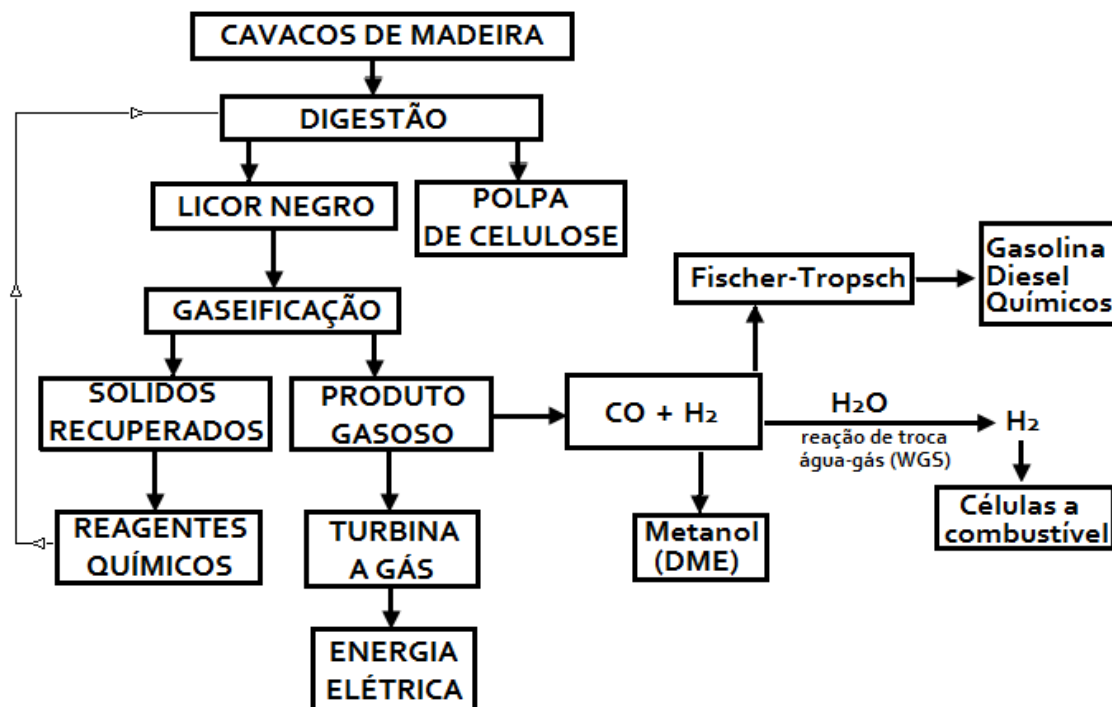 CAVACOS DE MADEIRA
DIGESTÃO
LICOR NEGRO
POLPA
DE CELULOSE
GASEIFICAÇÃO
SÓLIDOS
RECUPERADOS
PRODUTO
GASOSO
REAGENTES
QUÍMICOS
TURBINA
A GÁS
ENERGIA
ELÉTRICA
CO + H₂
Fischer-Tropsch
Gasolina
Diesel
Químicos
H₂O
reação de troca
água-gás (WGS)
H₂
Células a
combustível
Metanol
(DME)